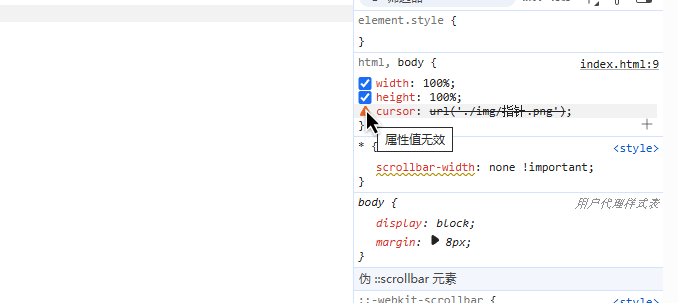 element.style {
}
html, body {
index.html:9
width: 100%;
height: 100%;
cursor: url('./img/指针.png');
}
属性值无效
* {
<style>
scrollbar-width: none !important;
}
body {
用户代理样式表
display: block;
margin: 8px;
}
伪 ::scrollbar 元素
::-webkit-scrollbar {
<style>